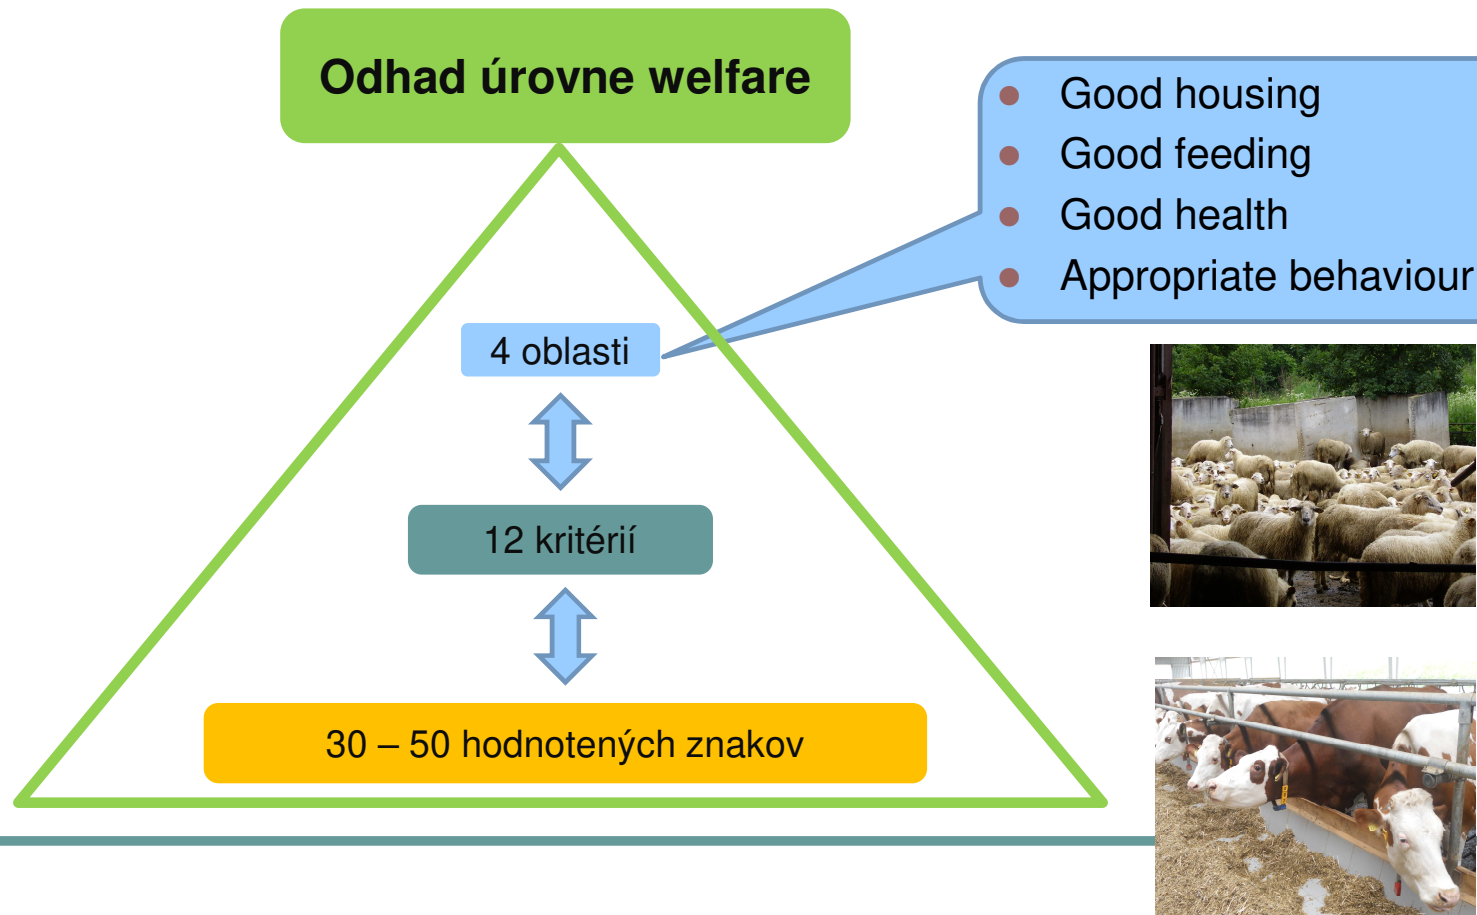 Odhad úrovne welfare
Good housing
Good feeding
Good health
Appropriate behaviour
4 oblasti
12 kritérií
30 – 50 hodnotených znakov